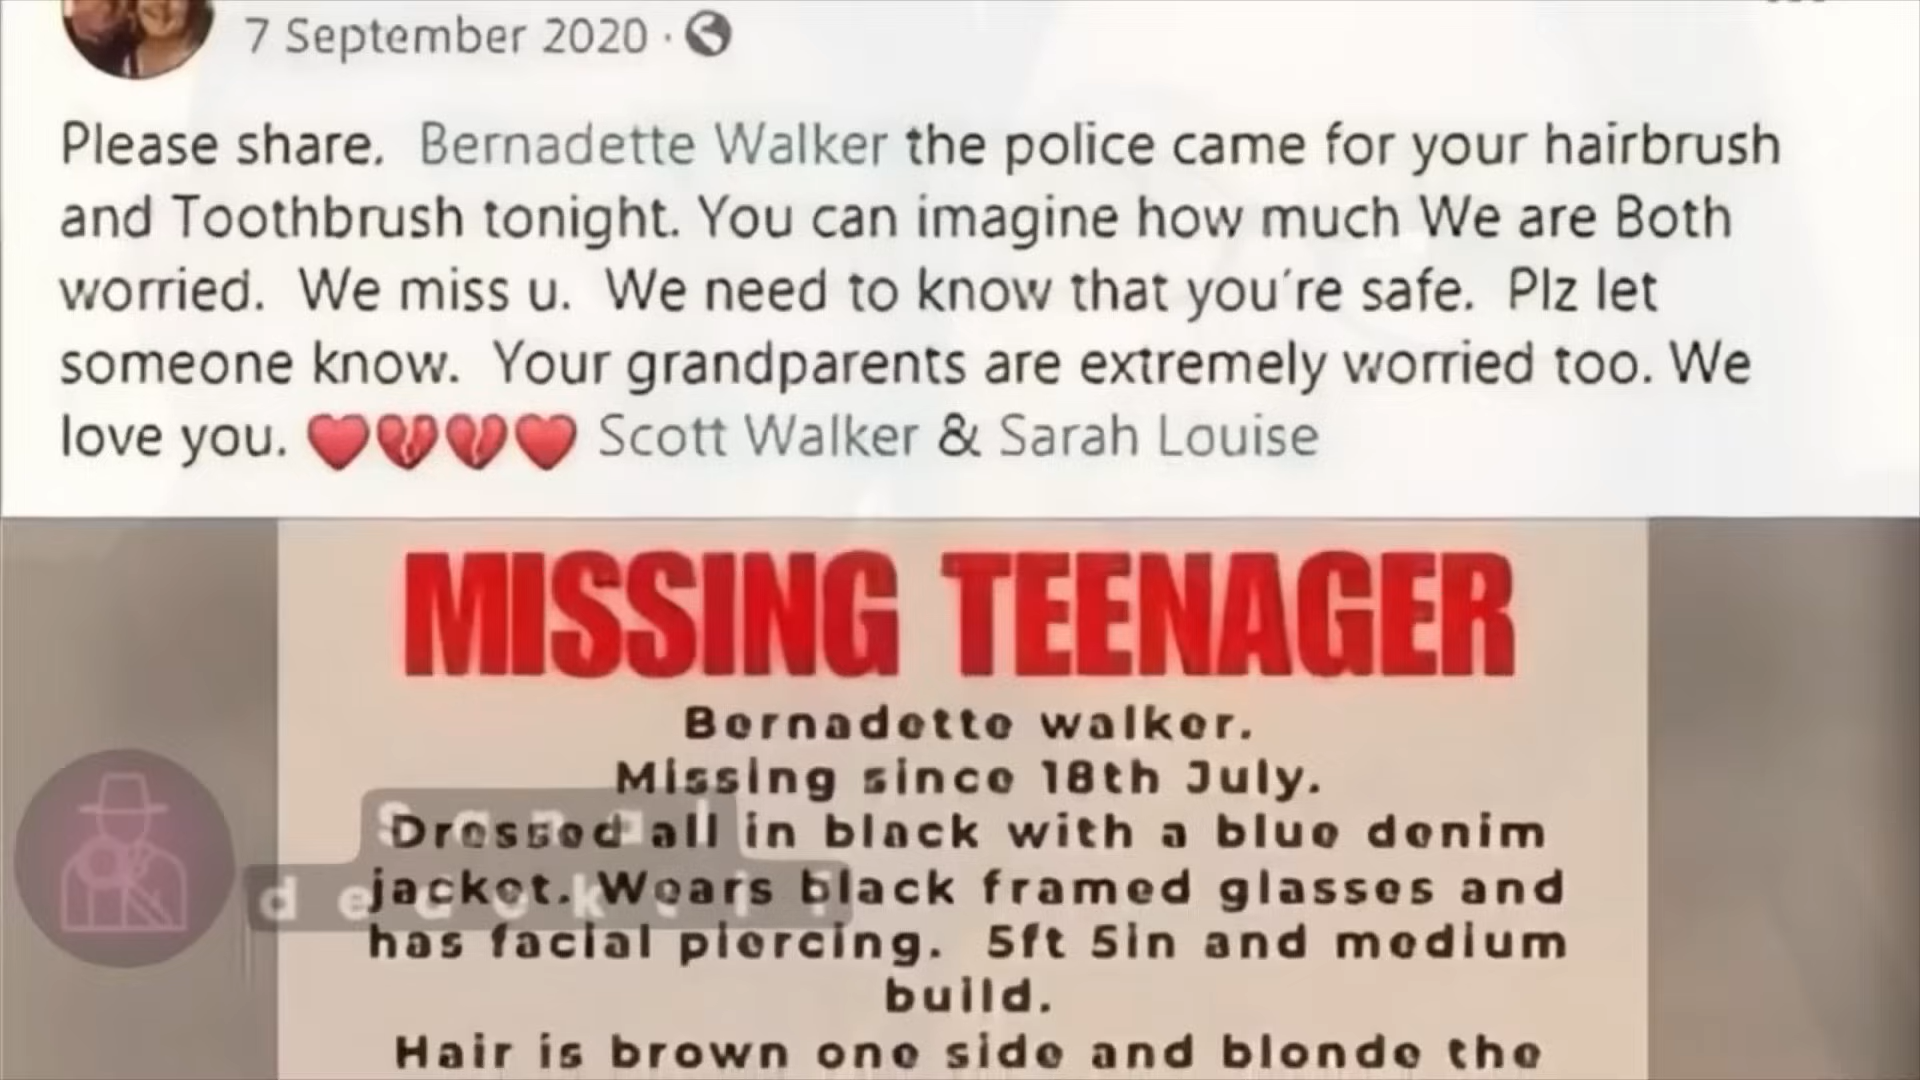 7 September 2020 ·
Please share. Bernadette Walker the police came for your hairbrush
and Toothbrush tonight. You can imagine how much We are Both
worried. We miss u. We need to know that you're safe. Plz let
someone know. Your grandparents are extremely worried too. We
love you. ❤️💔💔❤️ Scott Walker & Sarah Louise
MISSING TEENAGER
Bernadette walker.
Missing since 18th July.
Dressed all in black with a blue denim
jacket. Wears black framed glasses and
has facial piercing. 5ft 5in and medium
build.
Hair is brown one side and blonde the